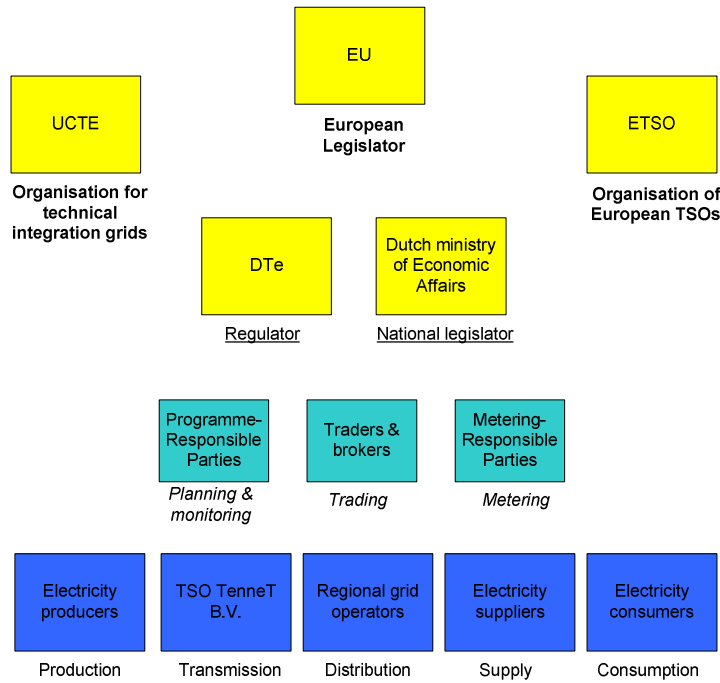 EU
European
Legislator
UCTE
Organisation for
technical
integration grids
ETSO
Organisation of
European TSOs
DTe
Regulator
Dutch ministry
of Economic
Affairs
National legislator
Programme-
Responsible
Parties
Planning &
monitoring
Traders &
brokers
Trading
Metering-
Responsible
Parties
Metering
Electricity
producers
Production
TSO TenneT
B.V.
Transmission
Regional grid
operators
Distribution
Electricity
suppliers
Supply
Electricity
consumers
Consumption